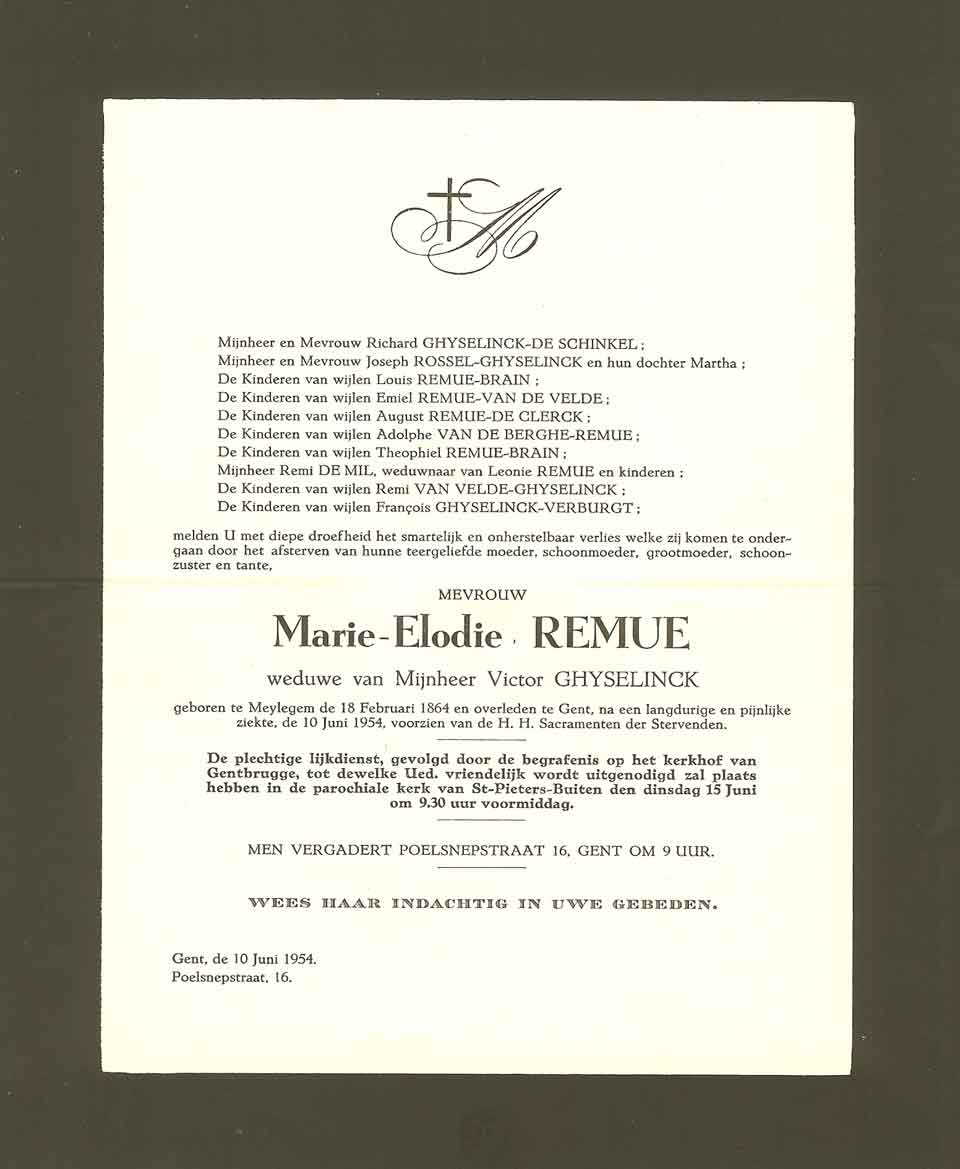 M
Mijnheer en Mevrouw Richard GHYSELINCK-DE SCHINKEL ;
Mijnheer en Mevrouw Joseph ROSSEL-GHYSELINCK en hun dochter Martha ;
De Kinderen van wijlen Louis REMUE-BRAIN ;
De Kinderen van wijlen Emiel REMUE-VAN DE VELDE ;
De Kinderen van wijlen August REMUE-DE CLERCK ;
De Kinderen van wijlen Adolphe VAN DE BERGHE-REMUE ;
De Kinderen van wijlen Theophiel REMUE-BRAIN ;
Mijnheer Remi DE MIL, weduwnaar van Leonie REMUE en kinderen ;
De Kinderen van wijlen Remi VAN VELDE-GHYSELINCK ;
De Kinderen van wijlen François GHYSELINCK-VERBURGT ;
melden U met diepe droefheid het smartelijk en onherstelbaar verlies welke zij komen te onder-
gaan door het afsterven van hunne teergeliefde moeder, schoonmoeder, grootmoeder, schoon-
zuster en tante,
MEVROUW
Marie-Elodie REMUE
weduwe van Mijnheer Victor GHYSELINCK
geboren te Meylegem de 18 Februari 1864 en overleden te Gent, na een langdurige en pijnlijke
ziekte, de 10 Juni 1954, voorzien van de H. H. Sacramenten der Stervenden.
De plechtige lijkdienst, gevolgd door de begrafenis op het kerkhof van
Gentbrugge, tot dewelke Ued. vriendelijk wordt uitgenodigd zal plaats
hebben in de parochiale kerk van St-Pieters-Buiten den dinsdag 15 Juni
om 9.30 uur voormiddag.
MEN VERGADERT POELSNEPSTRAAT 16, GENT OM 9 UUR.
WEES HAAR INDACHTIG IN UWE GEBEDEN.
Gent, de 10 Juni 1954.
Poelsnepstraat, 16.